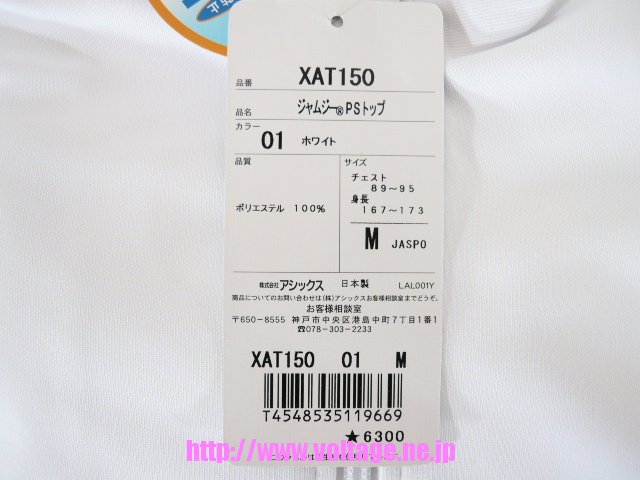 品番 XAT150
品名 ジャムジー®PSトップ
カラー
01 ホワイト
品質
ポリエステル 100%
サイズ
チェスト
89~95
身長
167~173
M JASPO
株式会社アシックス 日本製 LAL001Y
商品についてのお問い合わせは(株)アシックスお客様相談室までどうぞ。
お客様相談室
〒650-8555 神戸市中央区港島中町7丁目1番1
☎078-303-2233
XAT150 01 M
T4548535119669
★6300
http://www.voltage.ne.jp